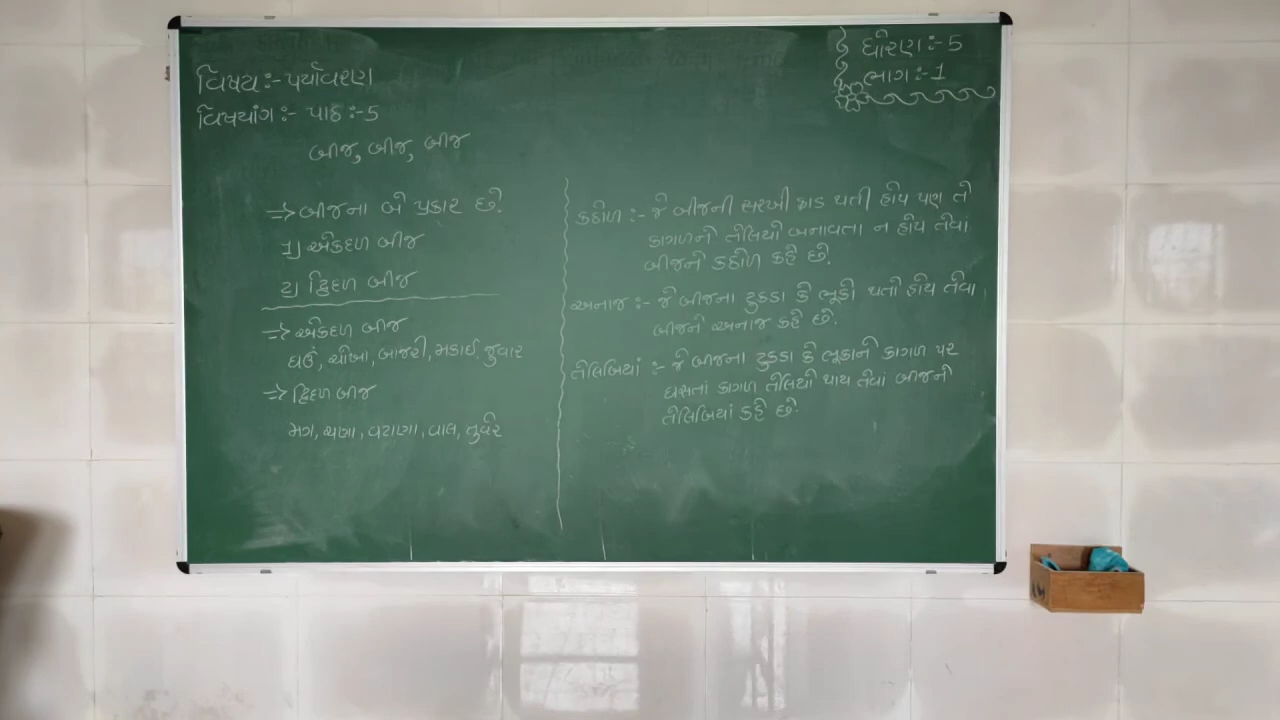 ધોરણ :- 5
ભાગ :- 1
વિષય :- પર્યાવરણ
વિષયાંગ :- પાઠ :- 5
બીજ, બીજ, બીજ
=> બીજના બે પ્રકાર છે.
1) એકદળ બીજ
2) દ્વિદળ બીજ
=> એકદળ બીજ
ઘઉં, ચોખા, બાજરી, મકાઈ, જુવાર
=> દ્વિદળ બીજ
મગ, ચણા, વટાણા, વાલ, તુવેર
કઠોળ :- જે બીજની સરખી ફાડ થતી હોય પણ તે
કાગળને તેલિયો બનાવતા ન હોય તેવા
બીજને કઠોળ કહે છે.
અનાજ :- જે બીજના ટુકડા કે ભૂકો થતો હોય તેવા
બીજને અનાજ કહે છે.
તેલિબિયાં :- જે બીજના ટુકડા કે ભૂકાને કાગળ પર
ઘસતાં કાગળ તેલિયો થાય તેવાં બીજને
તેલિબિયાં કહે છે.